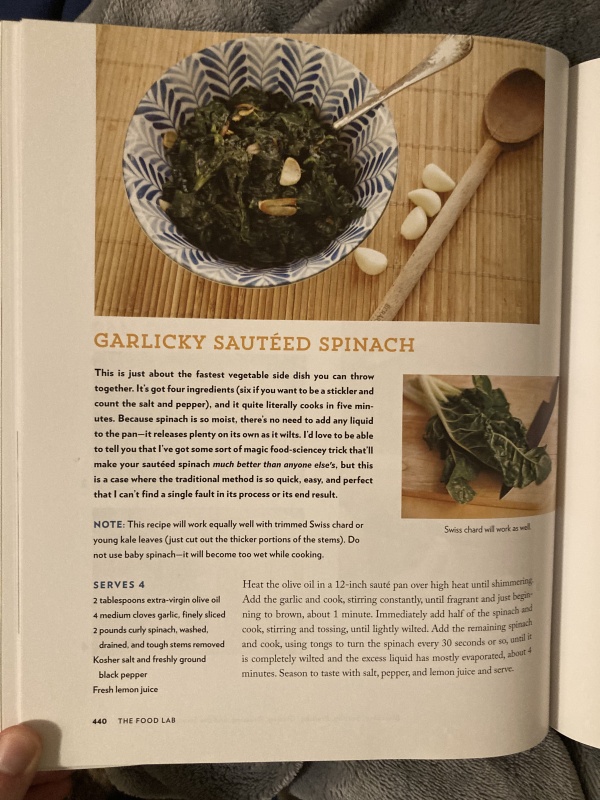 GARLICKY SAUTÉED SPINACH
This is just about the fastest vegetable side dish you can throw
together. It's got four ingredients (six if you want to be a stickler and
count the salt and pepper), and it quite literally cooks in five min-
utes. Because spinach is so moist, there's no need to add any liquid
to the pan—it releases plenty on its own as it wilts. I'd love to be able
to tell you that I've got some sort of magic food-sciencey trick that'll
make your sautéed spinach much better than anyone else's, but this
is a case where the traditional method is so quick, easy, and perfect
that I can't find a single fault in its process or its end result.
Swiss chard will work as well.
NOTE: This recipe will work equally well with trimmed Swiss chard or
young kale leaves (just cut out the thicker portions of the stems). Do
not use baby spinach—it will become too wet while cooking.
SERVES 4
2 tablespoons extra-virgin olive oil
4 medium cloves garlic, finely sliced
2 pounds curly spinach, washed,
drained, and tough stems removed
Kosher salt and freshly ground
black pepper
Fresh lemon juice
Heat the olive oil in a 12-inch sauté pan over high heat until shimmering.
Add the garlic and cook, stirring constantly, until fragrant and just begin-
ning to brown, about 1 minute. Immediately add half of the spinach and
cook, stirring and tossing, until lightly wilted. Add the remaining spinach
and cook, using tongs to turn the spinach every 30 seconds or so, until it
is completely wilted and the excess liquid has mostly evaporated, about 4
minutes. Season to taste with salt, pepper, and lemon juice and serve.
440 THE FOOD LAB